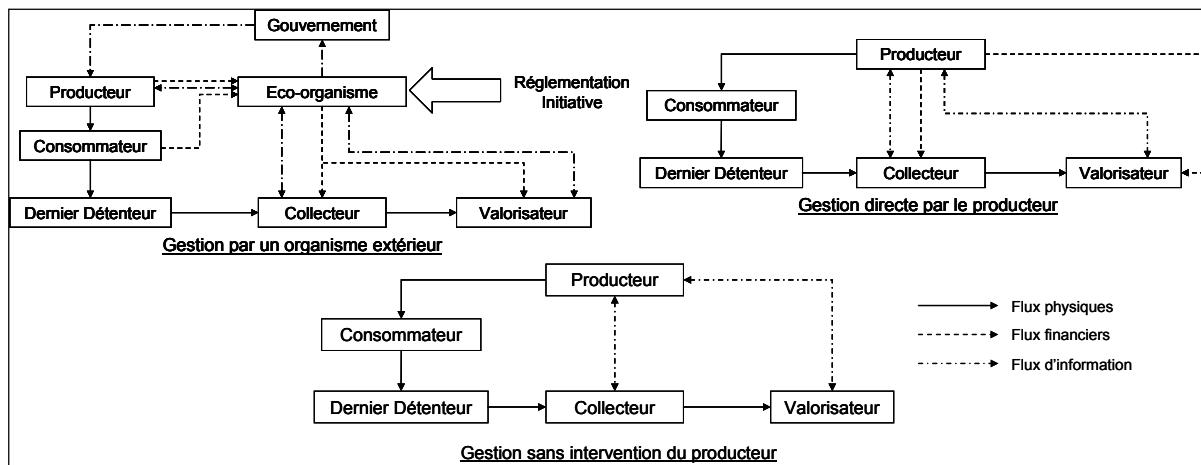 Gouvernement
Producteur
Eco-organisme
Réglementation
Initiative
Consommateur
Dernier Détenteur
Collecteur
Valorisateur
Gestion par un organisme extérieur
Producteur
Consommateur
Dernier Détenteur
Collecteur
Valorisateur
Gestion directe par le producteur
Producteur
Consommateur
Dernier Détenteur
Collecteur
Valorisateur
Gestion sans intervention du producteur
Flux physiques
Flux financiers
Flux d'information